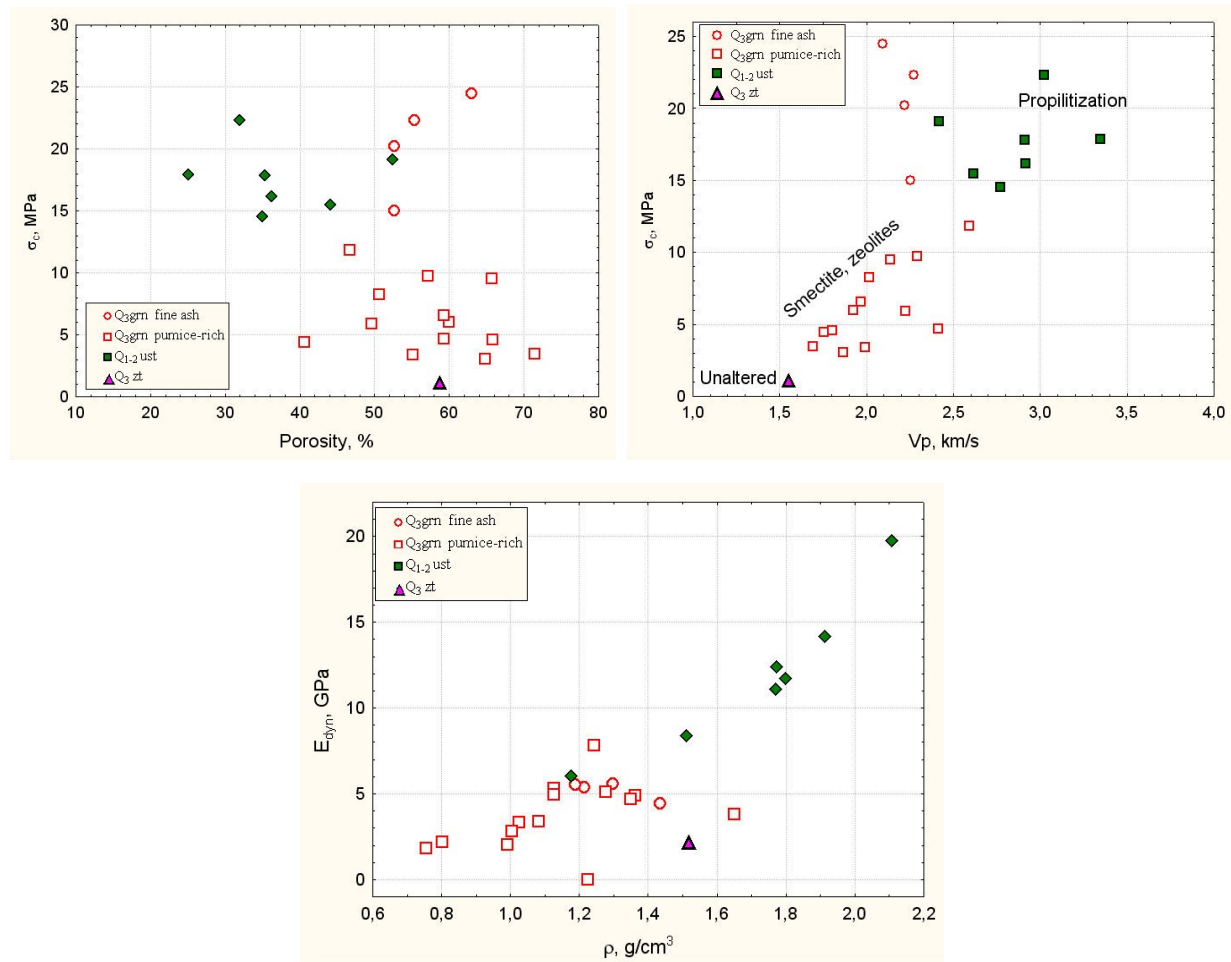 30
25
20
15
10
5
0
σc, MPa
Q3grn fine ash
Q3grn pumice-rich
Q1-2 ust
Q3 zt
10 20 30 40 50 60 70 80
Porosity, %
25
20
15
10
5
0
σc, MPa
Q3grn fine ash
Q3grn pumice-rich
Q1-2 ust
Q3 zt
Propilitization
Smectite, zeolites
Unaltered
1,0 1,5 2,0 2,5 3,0 3,5 4,0
Vp, km/s
20
15
10
5
0
Edyn, GPa
Q3grn fine ash
Q3grn pumice-rich
Q1-2 ust
Q3 zt
0,6 0,8 1,0 1,2 1,4 1,6 1,8 2,0 2,2
ρ, g/cm³